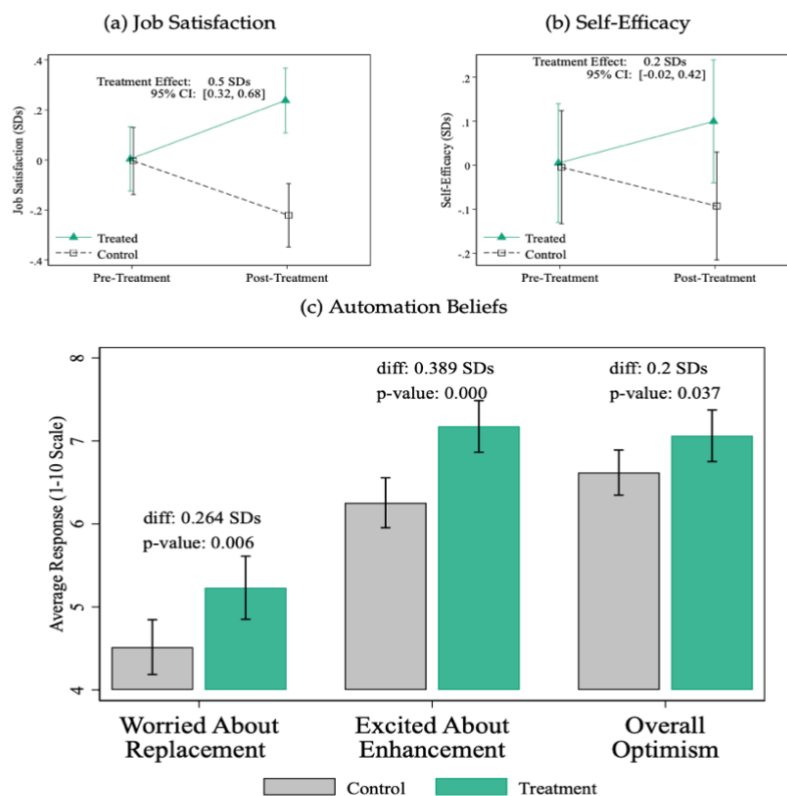 (a) Job Satisfaction
Treatment Effect: 0.5 SDs
95% CI: [0.32, 0.68]
Job Satisfaction (SDs)
.4
.2
0
-.2
-.4
Treated
Control
Pre-Treatment
Post-Treatment
(b) Self-Efficacy
Treatment Effect: 0.2 SDs
95% CI: [-0.02, 0.42]
Self-Efficacy (SDs)
.2
0.1
0
-0.1
-.2
Treated
Control
Pre-Treatment
Post-Treatment
(c) Automation Beliefs
Average Response (1-10 Scale)
8
7
6
5
4
diff: 0.264 SDs
p-value: 0.006
diff: 0.389 SDs
p-value: 0.000
diff: 0.2 SDs
p-value: 0.037
Worried About
Replacement
Excited About
Enhancement
Overall
Optimism
Control
Treatment